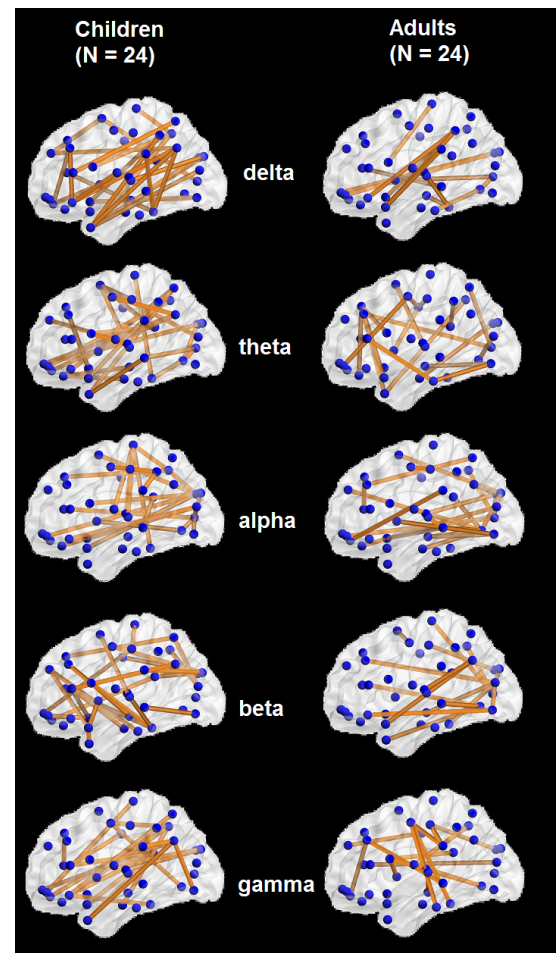 Children
(N = 24)
Adults
(N = 24)
delta
theta
alpha
beta
gamma